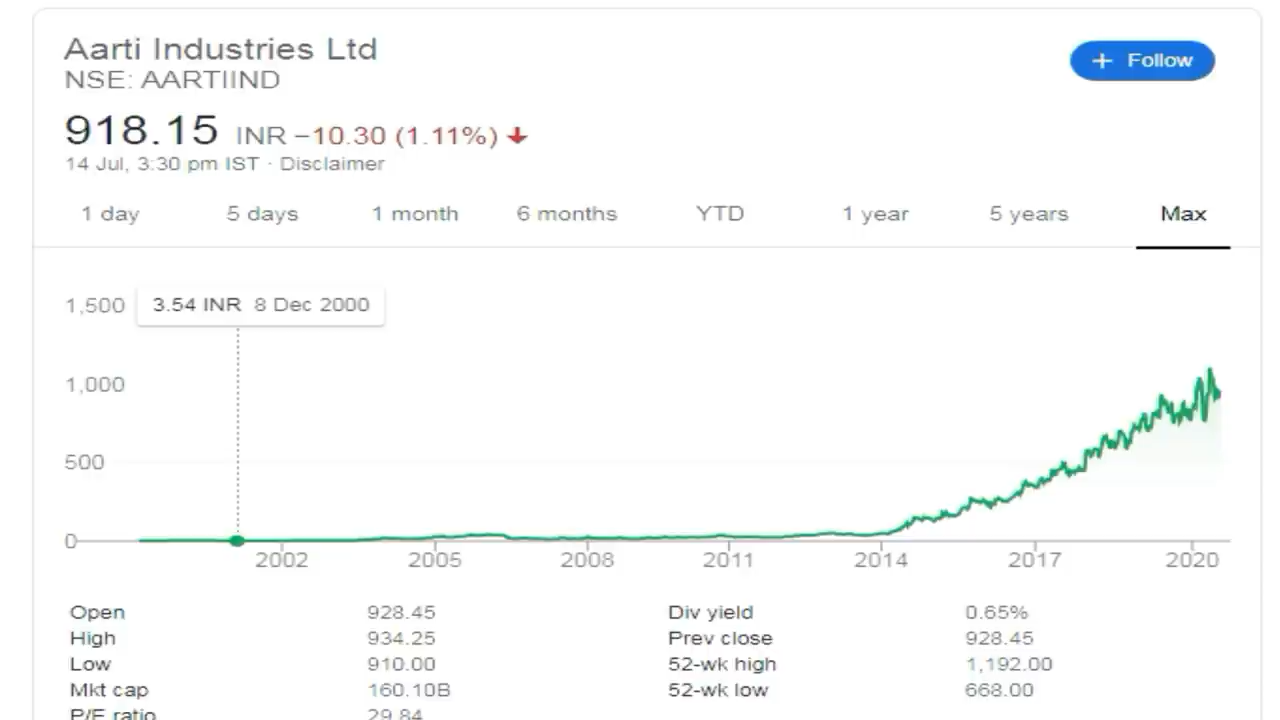 Aarti Industries Ltd
NSE: AARTIIND
+ Follow
918.15 INR −10.30 (1.11%) ↓
14 Jul, 3:30 pm IST · Disclaimer
1 day 5 days 1 month 6 months YTD 1 year 5 years Max
1,500
3.54 INR 8 Dec 2000
1,000
500
0
2002 2005 2008 2011 2014 2017 2020
Open 928.45 Div yield 0.65%
High 934.25 Prev close 928.45
Low 910.00 52-wk high 1,192.00
Mkt cap 160.10B 52-wk low 668.00
P/E ratio 29.84